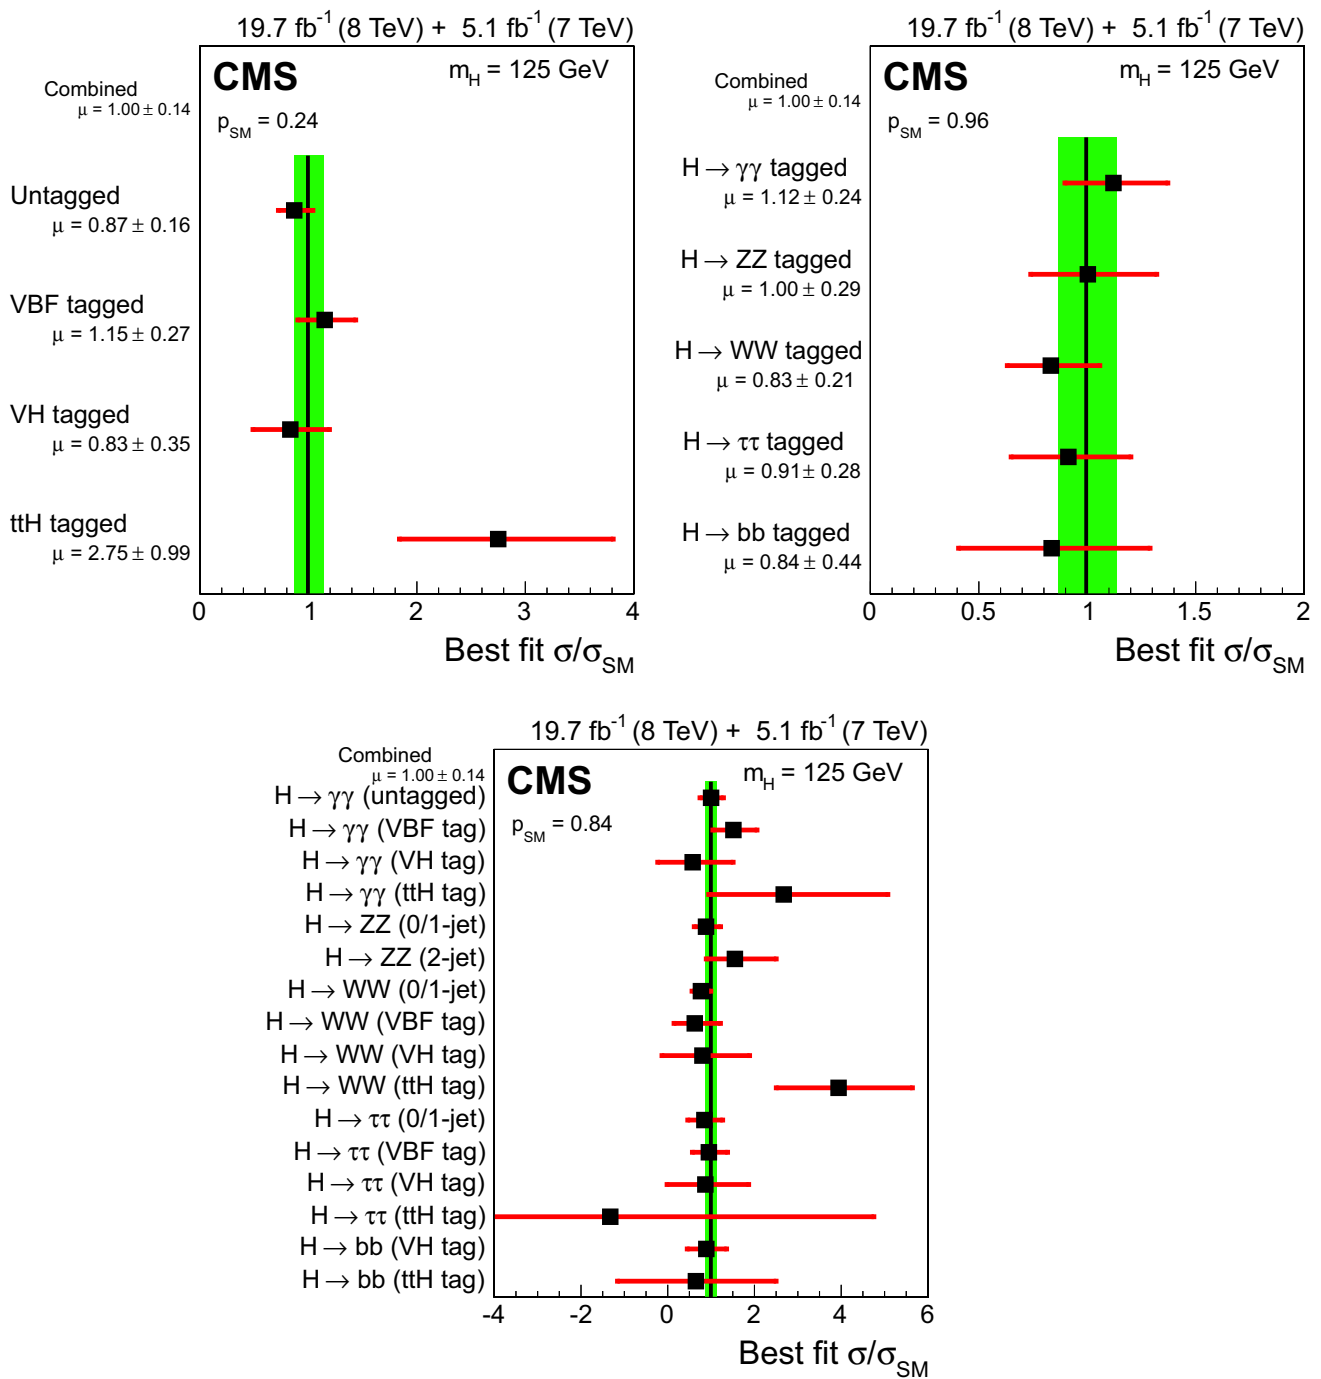 19.7 fb⁻¹ (8 TeV) + 5.1 fb⁻¹ (7 TeV)
CMS
m_H = 125 GeV
p_SM = 0.24
Combined
μ = 1.00 ± 0.14
Untagged
μ = 0.87 ± 0.16
VBF tagged
μ = 1.15 ± 0.27
VH tagged
μ = 0.83 ± 0.35
ttH tagged
μ = 2.75 ± 0.99
0 1 2 3 4
Best fit σ/σ_SM
19.7 fb⁻¹ (8 TeV) + 5.1 fb⁻¹ (7 TeV)
CMS
m_H = 125 GeV
p_SM = 0.96
Combined
μ = 1.00 ± 0.14
H → γγ tagged
μ = 1.12 ± 0.24
H → ZZ tagged
μ = 1.00 ± 0.29
H → WW tagged
μ = 0.83 ± 0.21
H → ττ tagged
μ = 0.91 ± 0.28
H → bb tagged
μ = 0.84 ± 0.44
0 0.5 1 1.5 2
Best fit σ/σ_SM
19.7 fb⁻¹ (8 TeV) + 5.1 fb⁻¹ (7 TeV)
CMS
m_H = 125 GeV
p_SM = 0.84
Combined
μ = 1.00 ± 0.14
H → γγ (untagged)
H → γγ (VBF tag)
H → γγ (VH tag)
H → γγ (ttH tag)
H → ZZ (0/1-jet)
H → ZZ (2-jet)
H → WW (0/1-jet)
H → WW (VBF tag)
H → WW (VH tag)
H → WW (ttH tag)
H → ττ (0/1-jet)
H → ττ (VBF tag)
H → ττ (VH tag)
H → ττ (ttH tag)
H → bb (VH tag)
H → bb (ttH tag)
-4 -2 0 2 4 6
Best fit σ/σ_SM